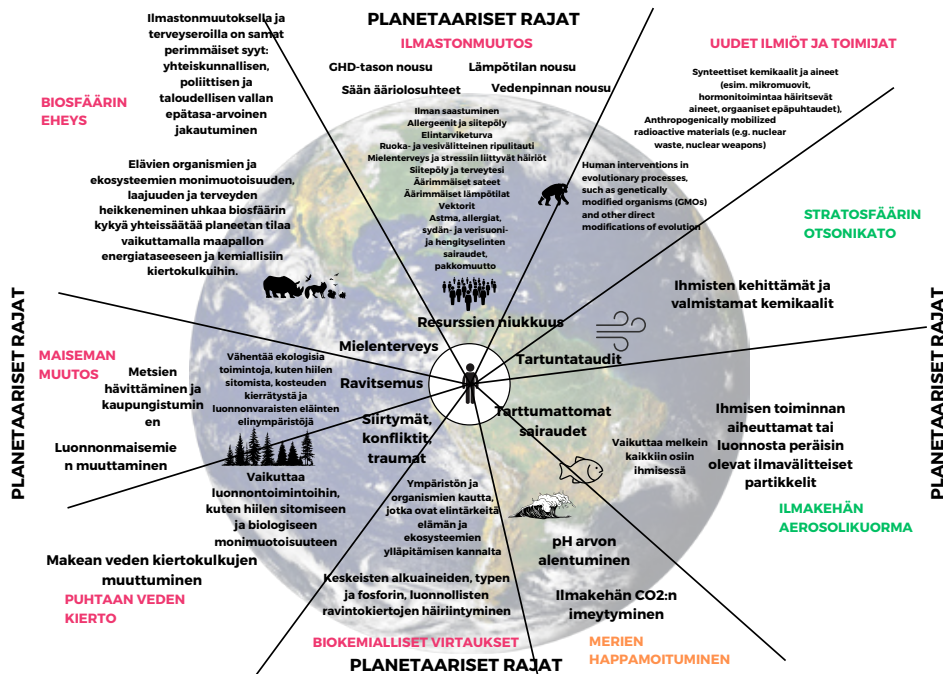 PLANETAARISET RAJAT
ILMASTONMUUTOS
GHD-tason nousu
Lämpötilan nousu
Sään ääriolosuhteet
Vedenpinnan nousu
Ilman saastuminen
Allergeenit ja siitepöly
Elintarviketurva
Ruoka- ja vesivälitteinen ripulitauti
Mielenterveys ja stressiin liittyvät häiriöt
Siitepöly ja terveytesi
Äärimmäiset sateet
Äärimmäiset lämpötilat
Vektorit
Astma, allergiat,
sydän- ja verisuoni-
ja hengityselinten
sairaudet,
pakkomuutto
UUDET ILMIÖT JA TOIMIJAT
Synteettiset kemikaalit ja aineet
(esim. mikromuovit,
hormonitoimintaa häiritsevät
aineet, orgaaniset epäpuhtaudet),
Anthropogenically mobilized
radioactive materials (e.g. nuclear
waste, nuclear weapons)
Human interventions in
evolutionary processes,
such as genetically
modified organisms (GMOs)
and other direct
modifications of evolution
STRATOSFÄÄRIN
OTSONIKATO
Ihmisten kehittämät ja
valmistamat kemikaalit
PLANETAARISET RAJAT
Ihmisen toiminnan
aiheuttamat tai
luonnosta peräisin
olevat ilmavälitteiset
partikkelit
Vaikuttaa melkein
kaikkiin osiin
ihmisessä
ILMAKEHÄN
AEROSOLIKUORMA
pH arvon
alentuminen
Ilmakehän CO2:n
imeytyminen
MERIEN
HAPPAMOITUMINEN
Ympäristön ja
organismien kautta,
jotka ovat elintärkeitä
elämän ja
ekosysteemien
ylläpitämisen kannalta
Keskeisten alkuaineiden, typen
ja fosforin, luonnollisten
ravintokiertojen häiriintyminen
BIOKEMIALLISET VIRTAUKSET
PLANETAARISET RAJAT
Vaikuttaa
luonnontoimintoihin,
kuten hiilen sitomiseen
ja biologiseen
monimuotoisuuteen
Makean veden kiertokulkujen
muuttuminen
PUHTAAN VEDEN
KIERTO
MAISEMAN
MUUTOS
Metsien
hävittäminen ja
kaupungistumin
en
Luonnonmaisemie
n muuttaminen
Vähentää ekologisia
toimintoja, kuten hiilen
sitomista, kosteuden
kierrätystä ja
luonnonvaraisten eläinten
elinympäristöjä
PLANETAARISET RAJAT
BIOSFÄÄRIN
EHEYS
Ilmastonmuutoksella ja
terveyseroilla on samat
perimmäiset syyt:
yhteiskunnallisen,
poliittisen ja
taloudellisen vallan
epätasa-arvoinen
jakautuminen
Elävien organismien ja
ekosysteemien monimuotoisuuden,
laajuuden ja terveyden
heikkeneminen uhkaa biosfäärin
kykyä yhteissäätää planeetan tilaa
vaikuttamalla maapallon
energiataseeseen ja kemiallisiin
kiertokulkuihin.
Resurssien niukkuus
Mielenterveys
Tartuntataudit
Ravitsemus
Tarttumattomat
sairaudet
Siirtymät,
konfliktit,
traumat